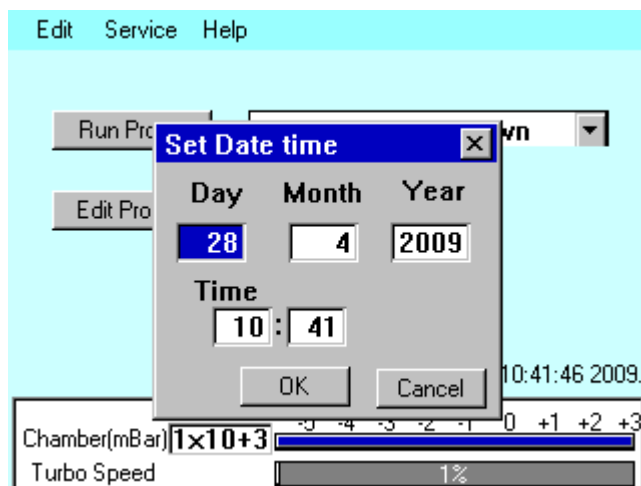 Edit Service Help
Run Pro
wn
Set Date time
Edit Pro
Day Month Year
28 4 2009
Time
10 : 41
OK Cancel
10:41:46 2009.
-5 -4 -3 -2 -1 0 +1 +2 +3
Chamber(mBar) 1x10+3
Turbo Speed 1%